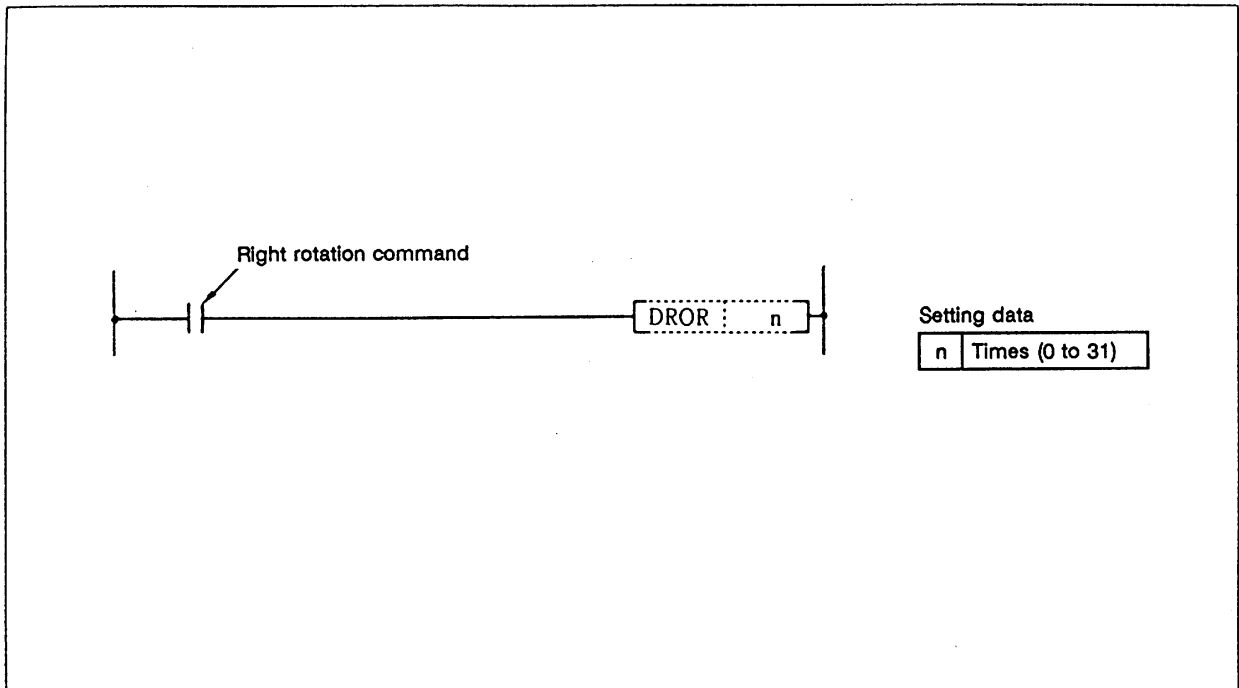 Right rotation command
DROR n
Setting data
n Times (0 to 31)